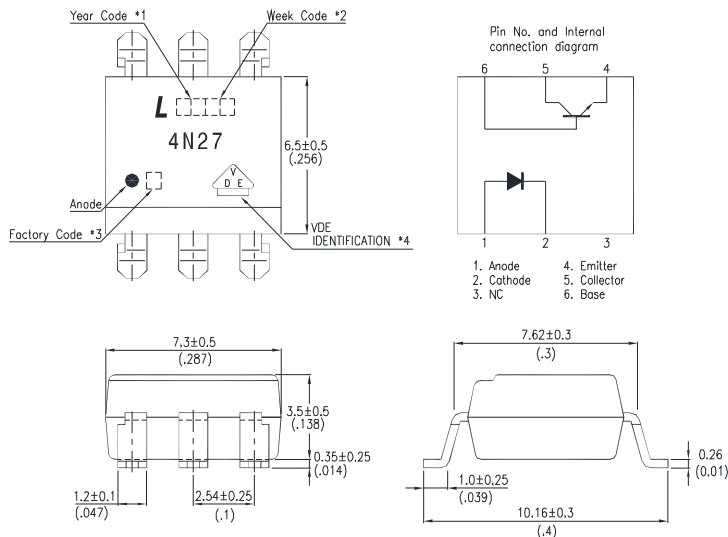 Year Code *1
Week Code *2
L
4N27
V
D E
Anode
Factory Code *3
VDE
IDENTIFICATION *4
6.5±0.5
(.256)
Pin No. and Internal
connection diagram
6 5 4
1 2 3
1. Anode 4. Emitter
2. Cathode 5. Collector
3. NC 6. Base
7.3±0.5
(.287)
3.5±0.5
(.138)
0.35±0.25
(.014)
1.2±0.1
(.047)
2.54±0.25
(.1)
7.62±0.3
(.3)
0.26
(0.01)
1.0±0.25
(.039)
10.16±0.3
(.4)